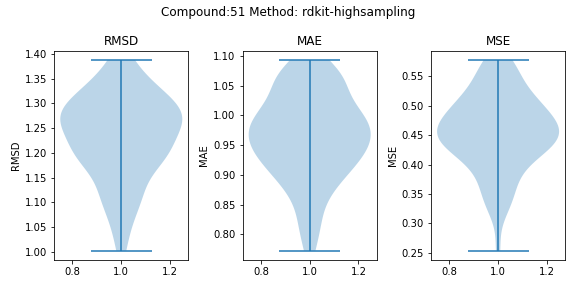 Compound:51 Method: rdkit-highsampling
RMSD
MAE
MSE
RMSD
1.40
1.35
1.30
1.25
1.20
1.15
1.10
1.05
1.00
0.8 1.0 1.2
MAE
1.10
1.05
1.00
0.95
0.90
0.85
0.80
0.8 1.0 1.2
MSE
0.55
0.50
0.45
0.40
0.35
0.30
0.25
0.8 1.0 1.2